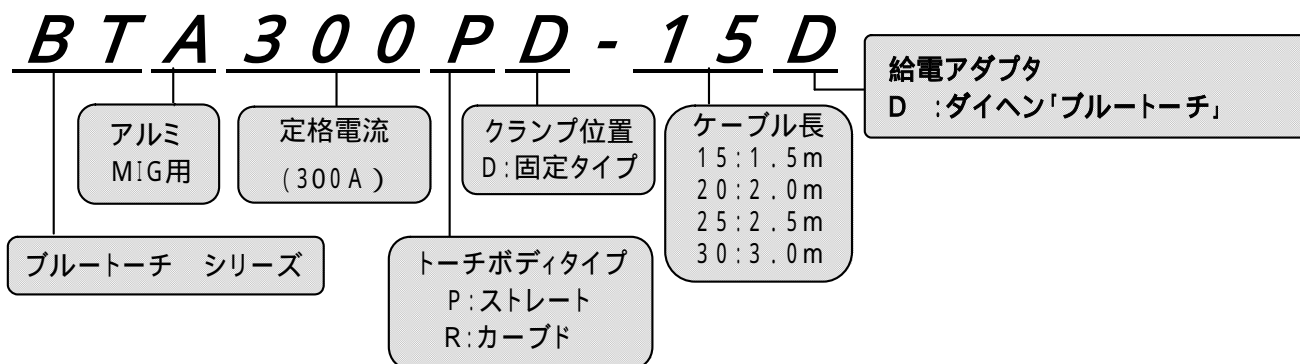 BTA300PD-15D
給電アダプタ
D :ダイヘン「ブルートーチ」
アルミ
MIG用
定格電流
(300A)
クランプ位置
D:固定タイプ
ケーブル長
15:1.5m
20:2.0m
25:2.5m
30:3.0m
ブルートーチ シリーズ
トーチボディタイプ
P:ストレート
R:カーブド